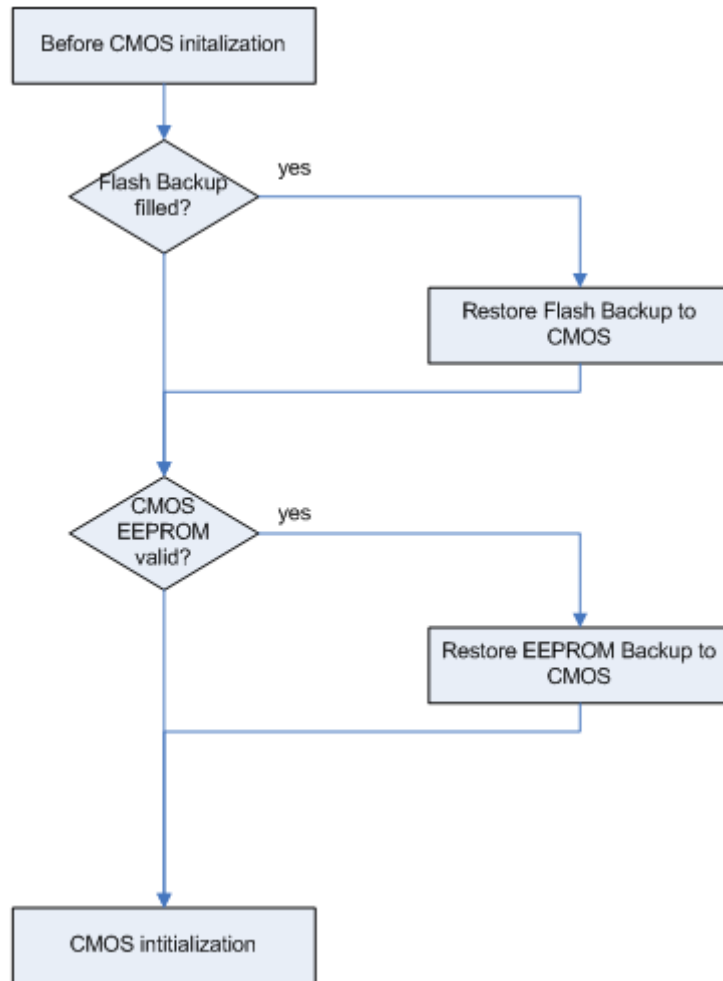 Before CMOS initalization
yes
Flash Backup
filled?
Restore Flash Backup to
CMOS
CMOS
EEPROM
valid?
yes
Restore EEPROM Backup to
CMOS
CMOS intitialization